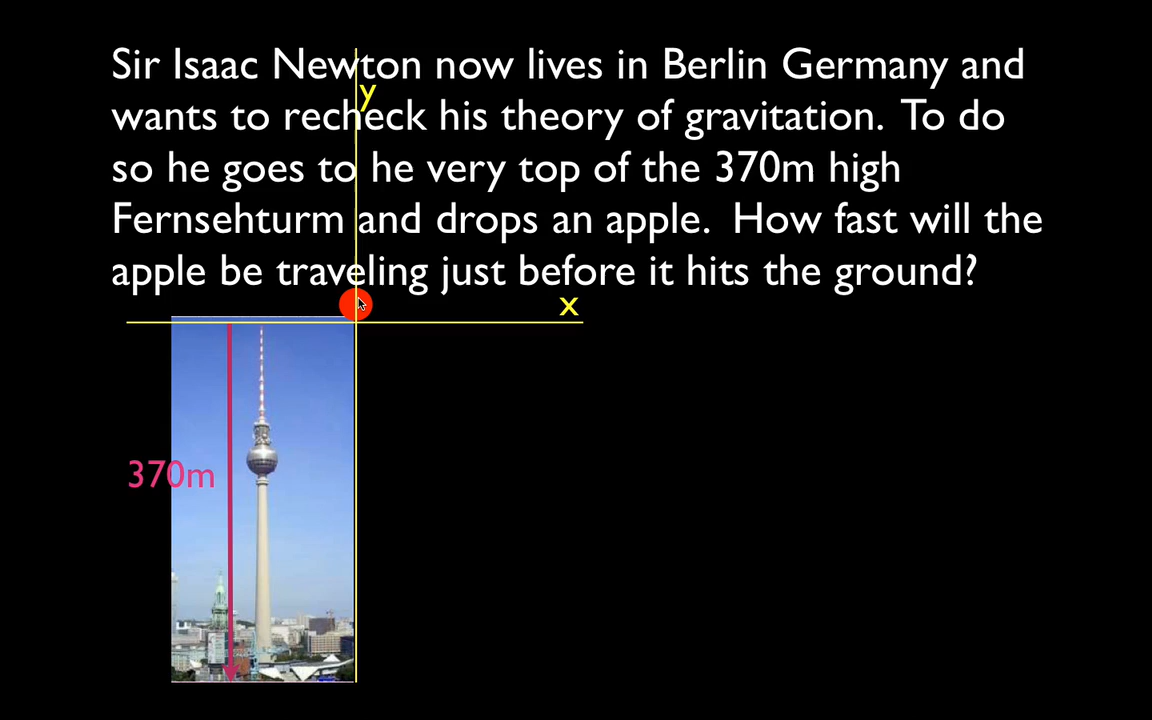 Sir Isaac Newton now lives in Berlin Germany and
wants to recheck his theory of gravitation. To do
so he goes to he very top of the 370m high
Fernsehturm and drops an apple. How fast will the
apple be traveling just before it hits the ground?
y
x
370m